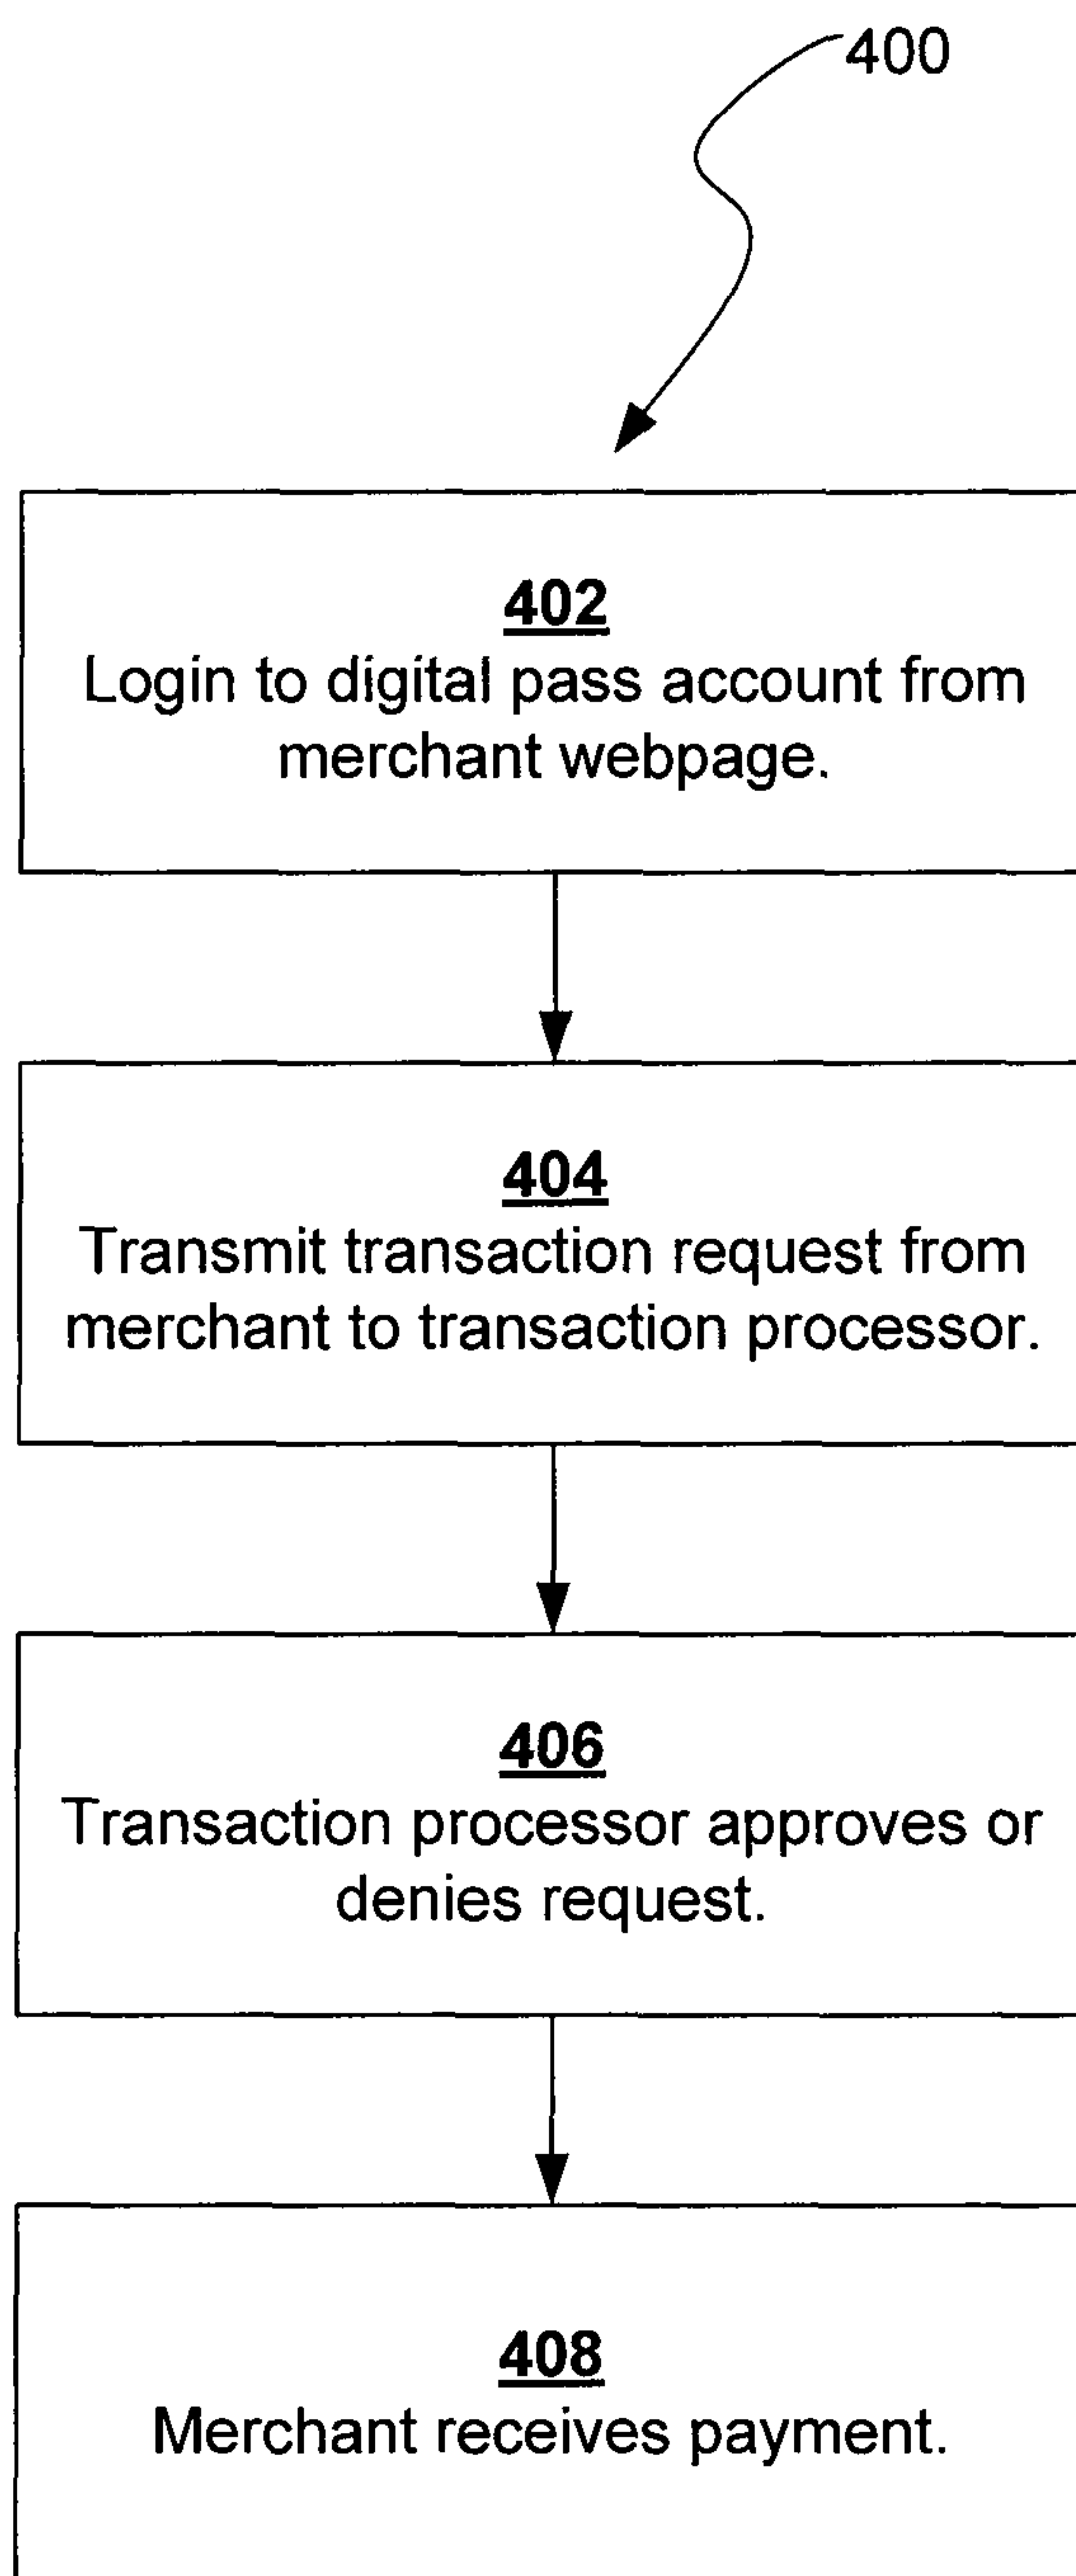 400
402
Login to digital pass account from
merchant webpage.
404
Transmit transaction request from
merchant to transaction processor.
406
Transaction processor approves or
denies request.
408
Merchant receives payment.